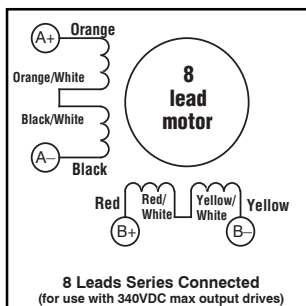 A+
Orange
Orange/White
Black/White
A–
Black
8
lead
motor
Red
Red/
White
Yellow/
White
Yellow
B+
B–
8 Leads Series Connected
(for use with 340VDC max output drives)